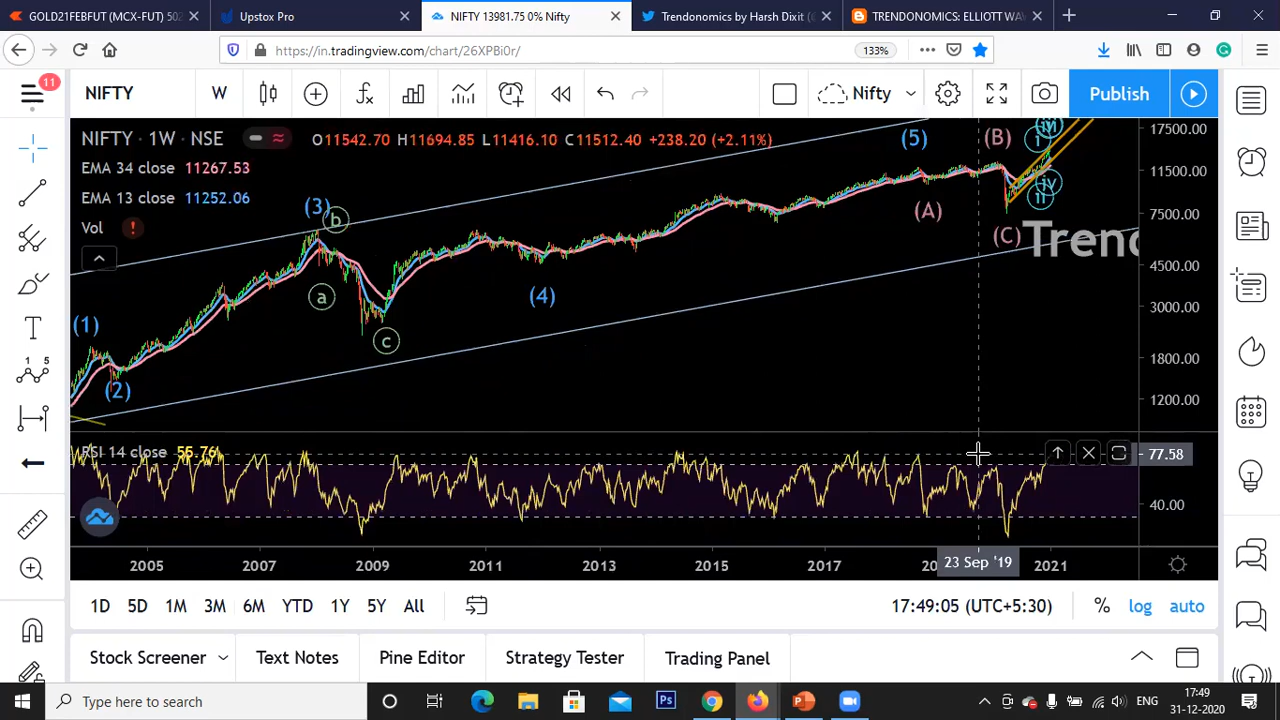 GOLD21FEBFUT (MCX-FUT) 502
Upstox Pro
NIFTY 13981.75 0% Nifty
Trendonomics by Harsh Dixit (@
TRENDONOMICS: ELLIOTT WAV
https://in.tradingview.com/chart/26XPBi0r/
133%
11
NIFTY
W
Nifty
Publish
NIFTY · 1W · NSE
O11542.70 H11694.85 L11416.10 C11512.40 +238.20 (+2.11%)
EMA 34 close 11267.53
EMA 13 close 11252.06
Vol
(1)
(2)
(3)
b
a
c
(4)
(5)
(A)
(B)
(C)
i
ii
iv
Trend
17500.00
11500.00
7500.00
4500.00
3000.00
1800.00
1200.00
RSI 14 close 55.76
77.58
40.00
2005
2007
2009
2011
2013
2015
2017
23 Sep '19
2021
1D
5D
1M
3M
6M
YTD
1Y
5Y
All
17:49:05 (UTC+5:30)
%
log
auto
Stock Screener
Text Notes
Pine Editor
Strategy Tester
Trading Panel
Type here to search
ENG
17:49
31-12-2020